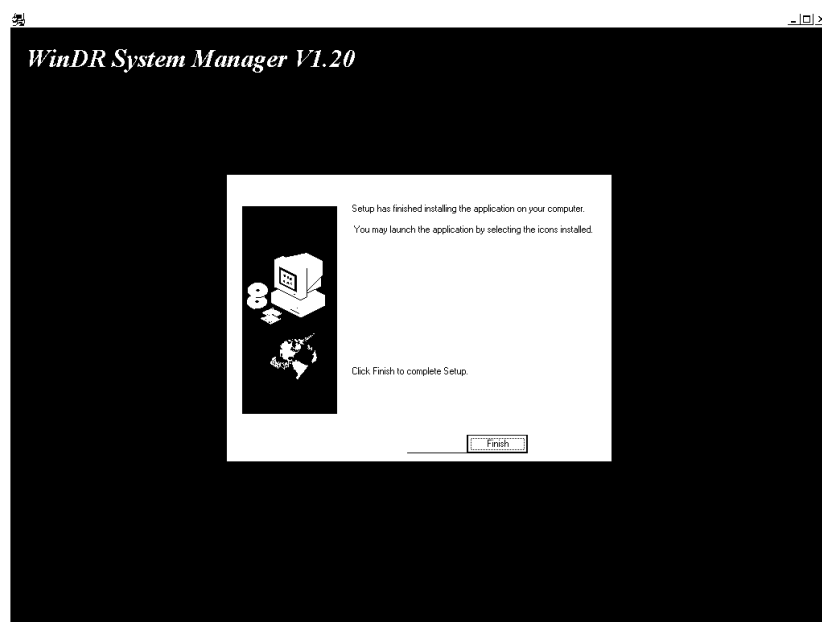 WinDR System Manager V1.20
Setup has finished installing the application on your computer.
You may launch the application by selecting the icons installed.
Click Finish to complete Setup.
Finish